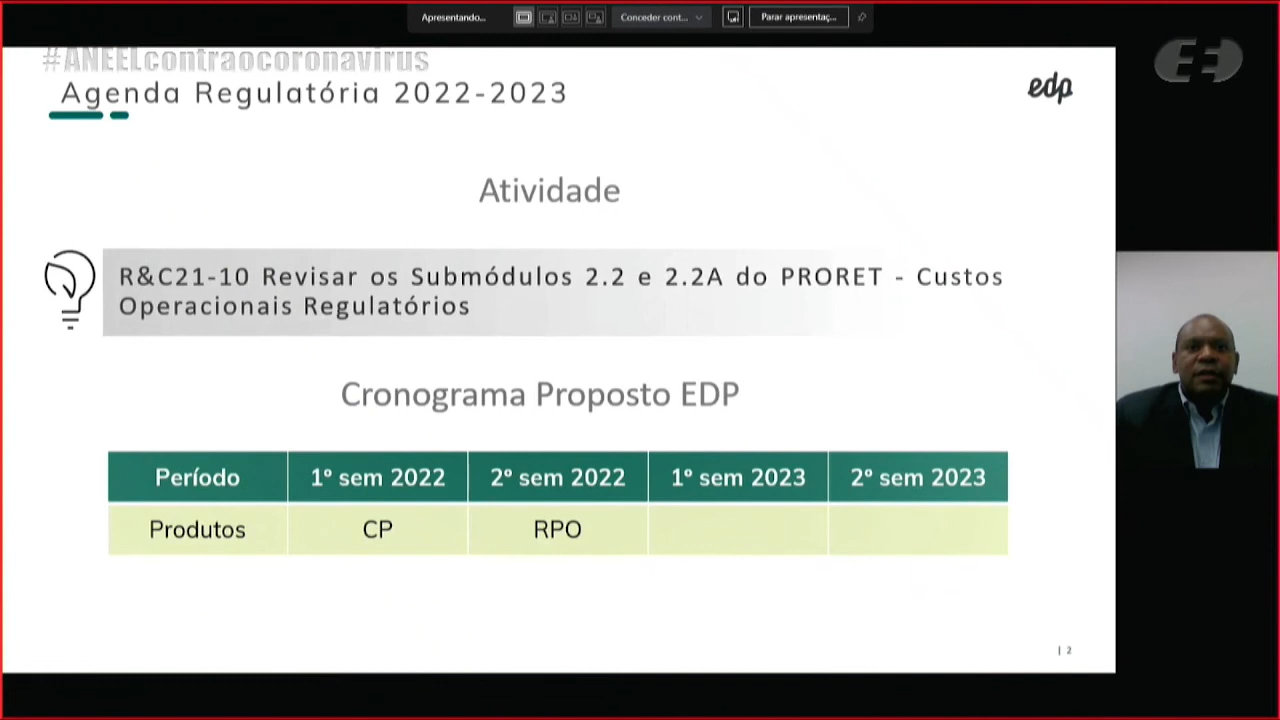 Apresentando...
Conceder cont...
Parar apresentaç...
#ANEELcontraocoronavirus
Agenda Regulatória 2022-2023
edp
Atividade
R&C21-10 Revisar os Submódulos 2.2 e 2.2A do PRORET - Custos
Operacionais Regulatórios
Cronograma Proposto EDP
Período 1º sem 2022 2º sem 2022 1º sem 2023 2º sem 2023
Produtos CP RPO
| 2